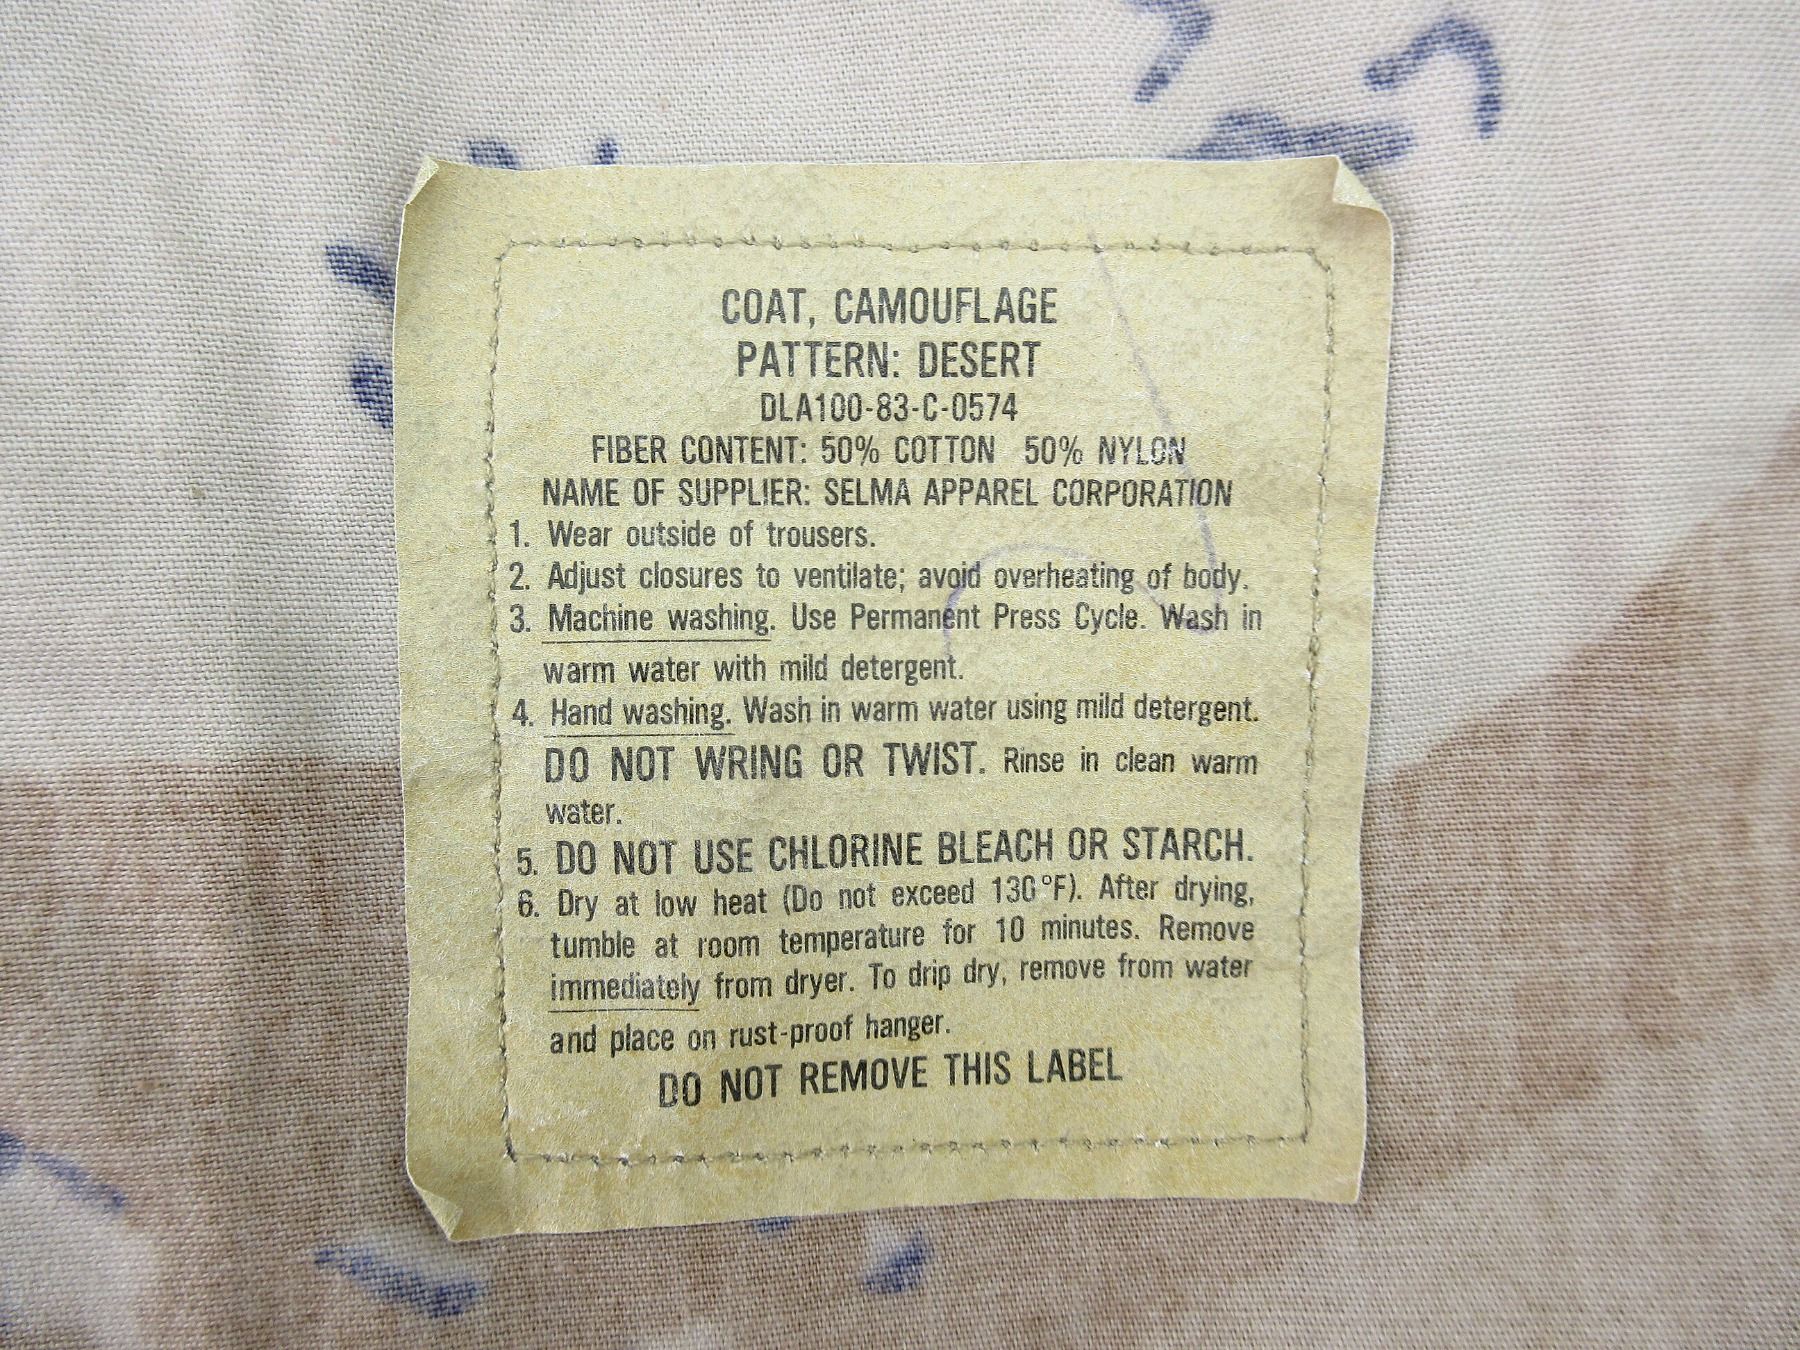 COAT, CAMOUFLAGE
PATTERN: DESERT
DLA100-83-C-0574
FIBER CONTENT: 50% COTTON 50% NYLON
NAME OF SUPPLIER: SELMA APPAREL CORPORATION
1. Wear outside of trousers.
2. Adjust closures to ventilate; avoid overheating of body.
3. Machine washing. Use Permanent Press Cycle. Wash in
warm water with mild detergent.
4. Hand washing. Wash in warm water using mild detergent.
DO NOT WRING OR TWIST. Rinse in clean warm
water.
5. DO NOT USE CHLORINE BLEACH OR STARCH.
6. Dry at low heat (Do not exceed 130°F). After drying,
tumble at room temperature for 10 minutes. Remove
immediately from dryer. To drip dry, remove from water
and place on rust-proof hanger.
DO NOT REMOVE THIS LABEL